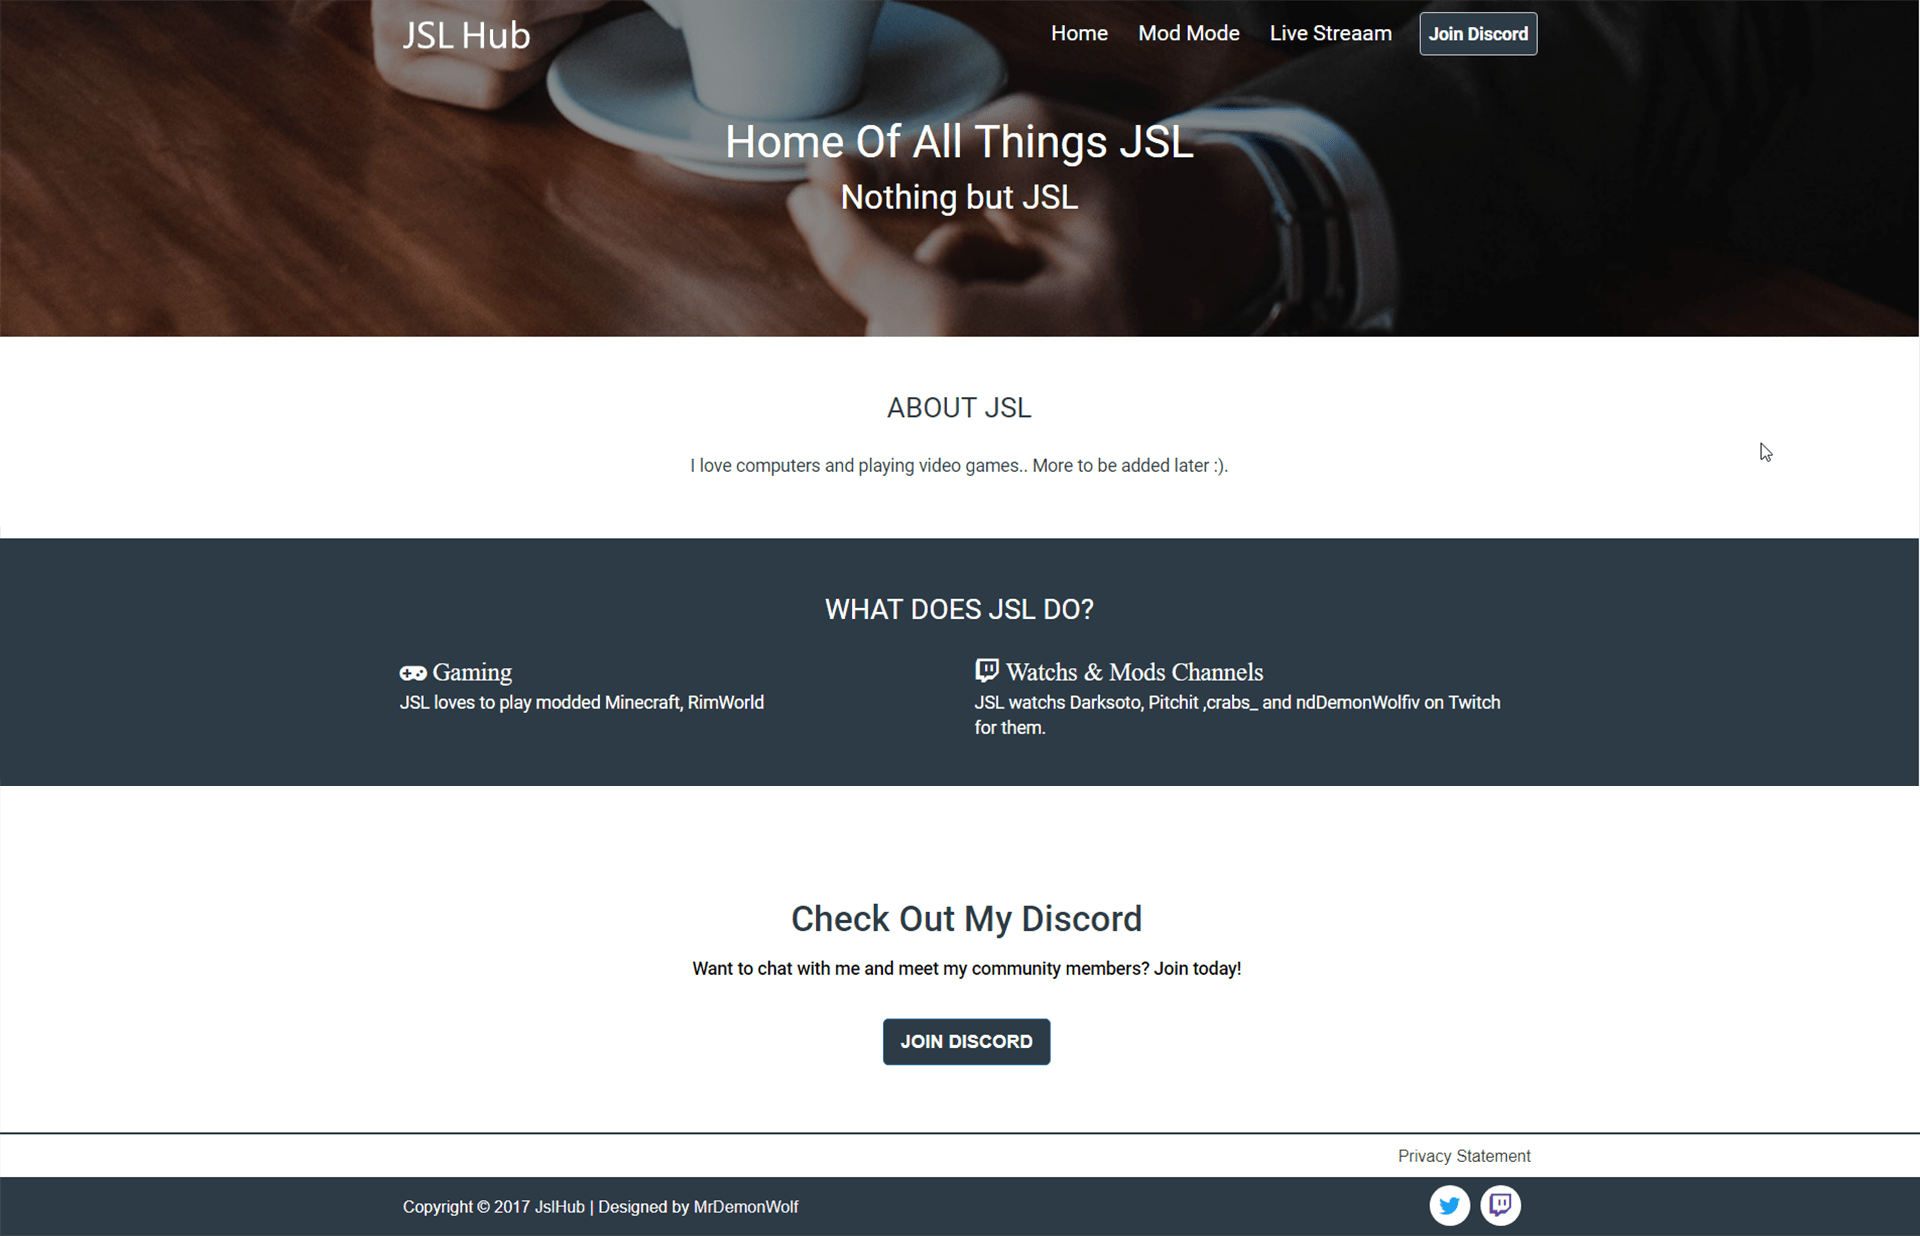 JSL Hub
Home Mod Mode Live Streaam Join Discord
Home Of All Things JSL
Nothing but JSL
ABOUT JSL
I love computers and playing video games.. More to be added later :).
WHAT DOES JSL DO?
Gaming
JSL loves to play modded Minecraft, RimWorld
Watchs & Mods Channels
JSL watchs Darksoto, Pitchit ,crabs_ and ndDemonWolfiv on Twitch
for them.
Check Out My Discord
Want to chat with me and meet my community members? Join today!
JOIN DISCORD
Privacy Statement
Copyright © 2017 JslHub | Designed by MrDemonWolf